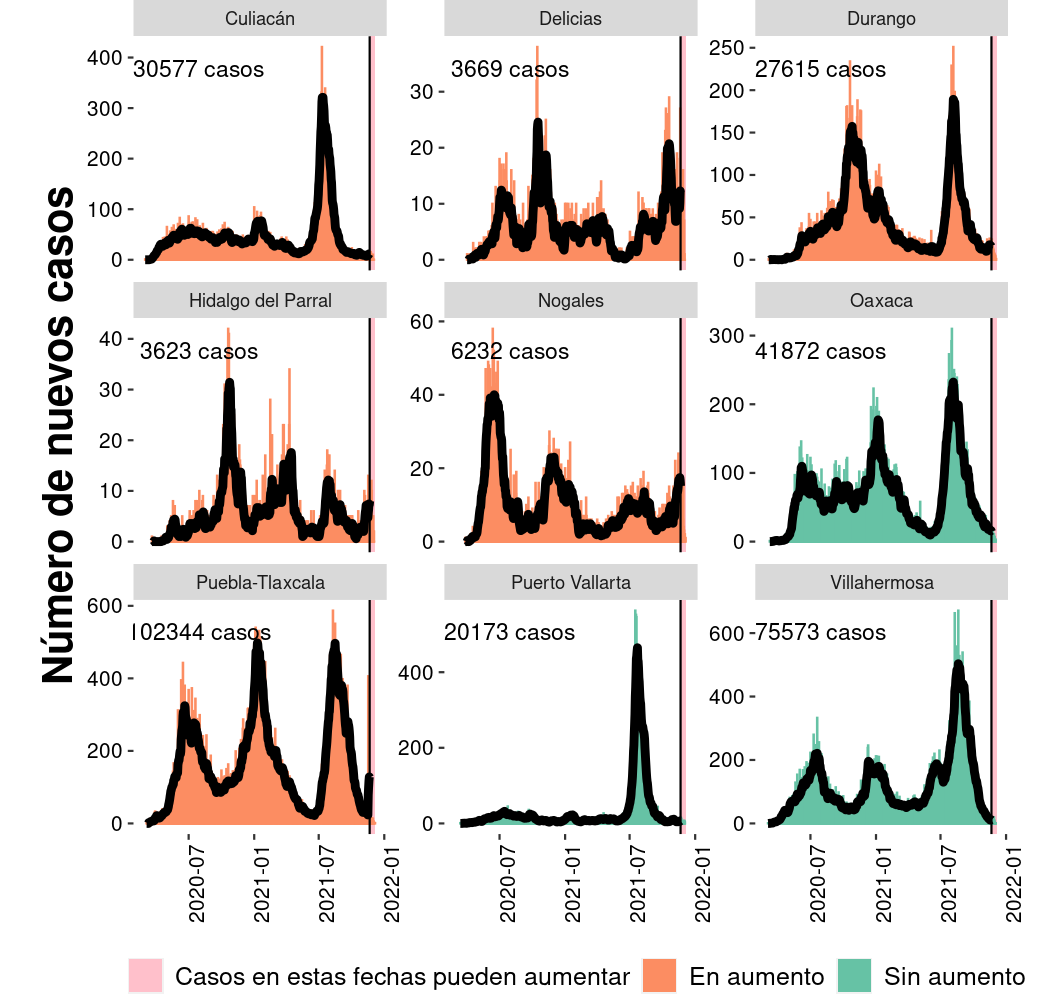 Número de nuevos casos
Culiacán
400
300
200
100
0
30577 casos
Delicias
30
20
10
0
3669 casos
Durango
250
200
150
100
50
0
27615 casos
Hidalgo del Parral
40
30
20
10
0
3623 casos
Nogales
60
40
20
0
6232 casos
Oaxaca
300
200
100
0
41872 casos
Puebla-Tlaxcala
600
400
200
0
102344 casos
Puerto Vallarta
400
200
0
20173 casos
Villahermosa
600
400
200
0
75573 casos
2020-07
2021-01
2021-07
2022-01
2020-07
2021-01
2021-07
2022-01
2020-07
2021-01
2021-07
2022-01
Casos en estas fechas pueden aumentar
En aumento
Sin aumento